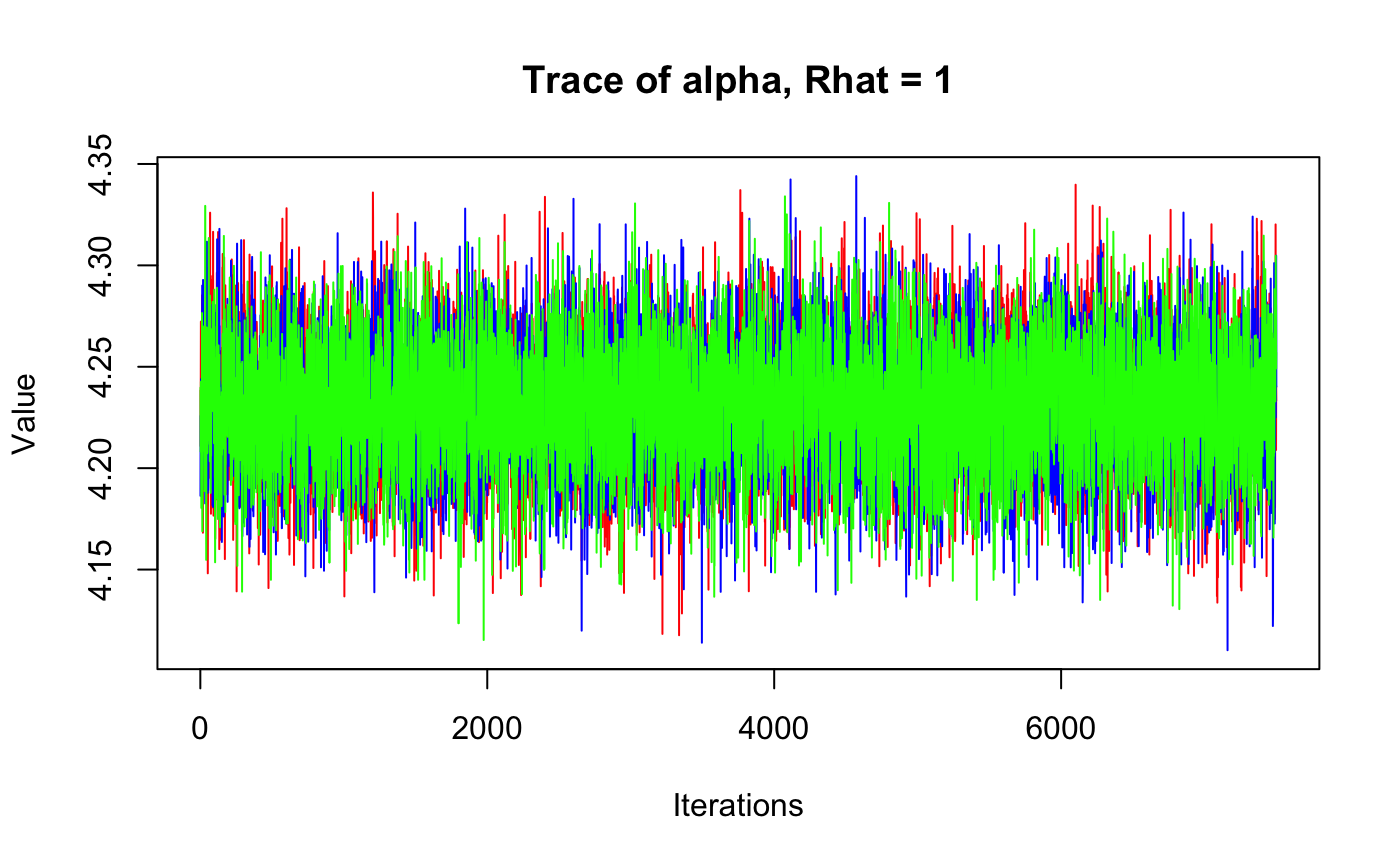 Trace of alpha, Rhat = 1
4.35
4.30
4.25
4.20
4.15
Value
0 2000 4000 6000
Iterations